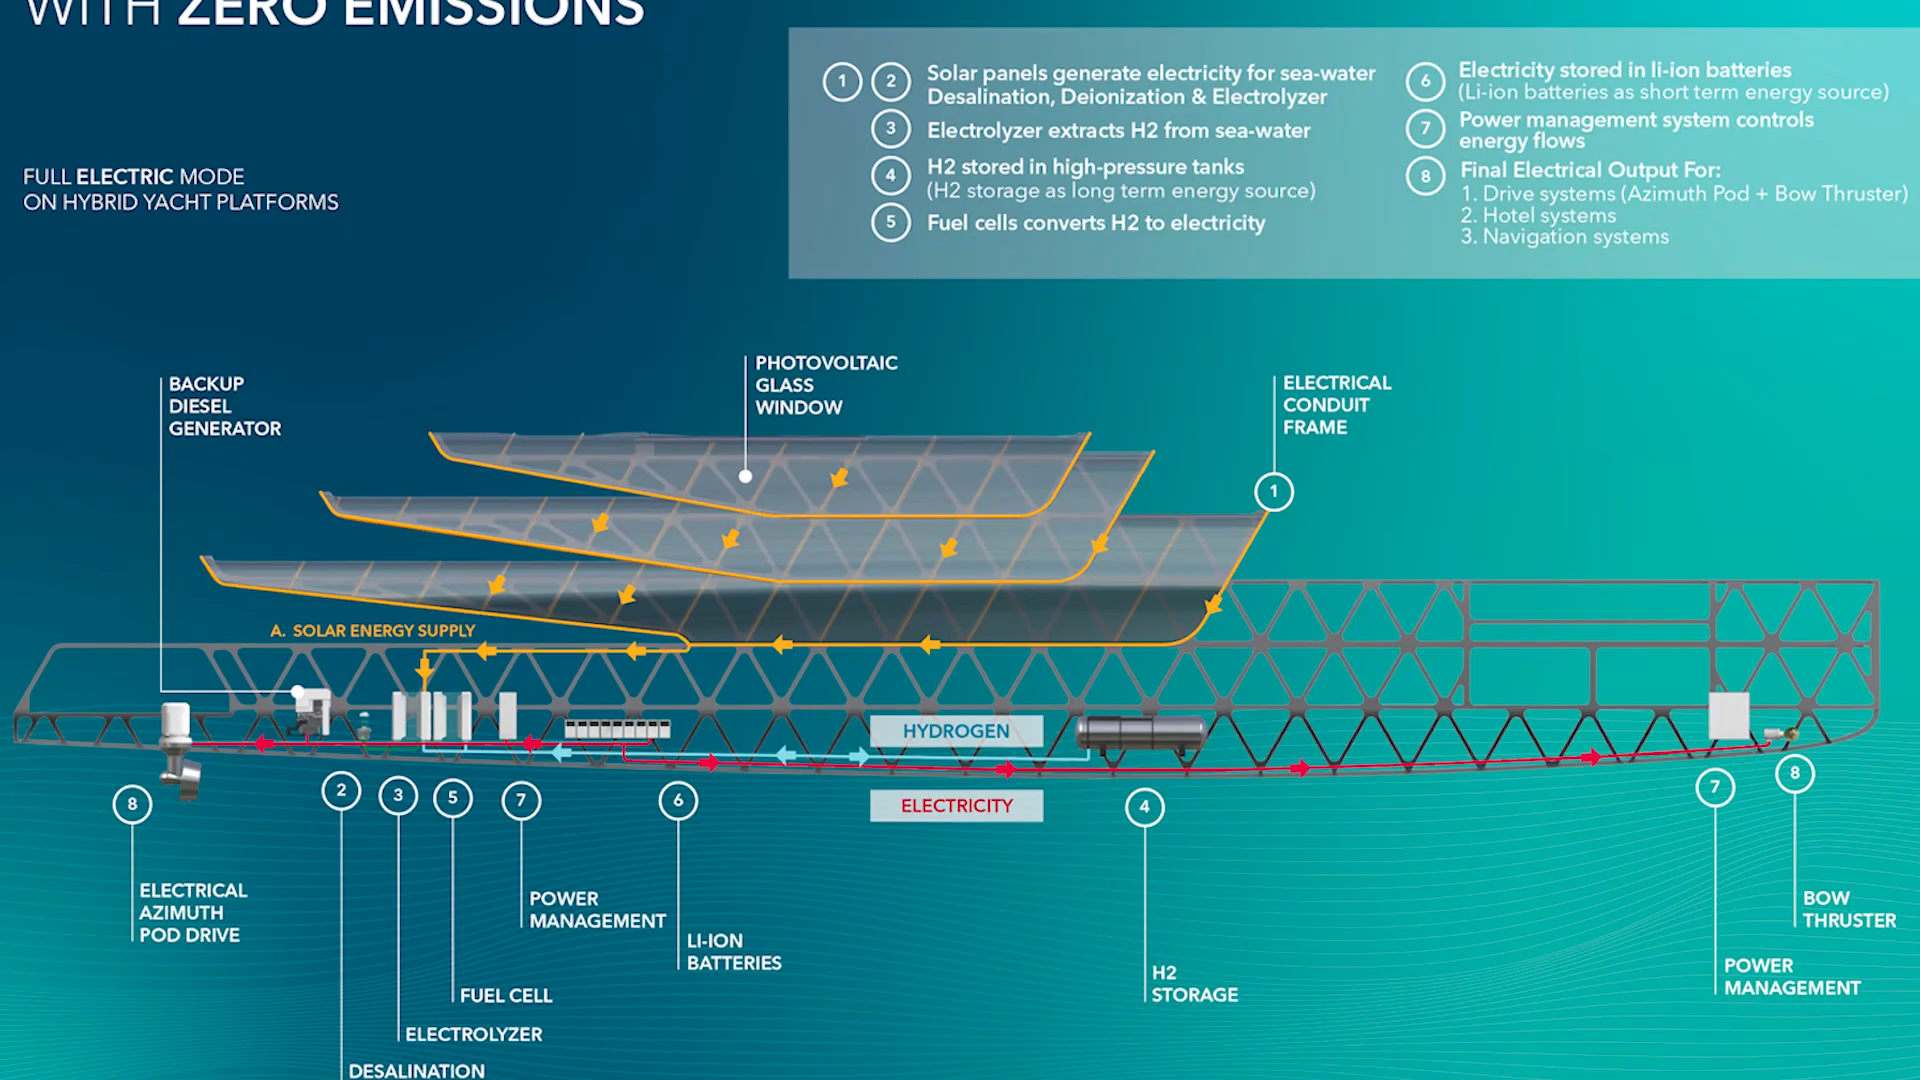 WITH ZERO EMISSIONS
FULL ELECTRIC MODE
ON HYBRID YACHT PLATFORMS
1
2
Solar panels generate electricity for sea-water
Desalination, Deionization & Electrolyzer
3
Electrolyzer extracts H2 from sea-water
4
H2 stored in high-pressure tanks
(H2 storage as long term energy source)
5
Fuel cells converts H2 to electricity
6
Electricity stored in li-ion batteries
(Li-ion batteries as short term energy source)
7
Power management system controls
energy flows
8
Final Electrical Output For:
1. Drive systems (Azimuth Pod + Bow Thruster)
2. Hotel systems
3. Navigation systems
BACKUP
DIESEL
GENERATOR
PHOTOVOLTAIC
GLASS
WINDOW
ELECTRICAL
CONDUIT
FRAME
1
A. SOLAR ENERGY SUPPLY
HYDROGEN
ELECTRICITY
8
2
3
5
7
6
4
7
8
ELECTRICAL
AZIMUTH
POD DRIVE
POWER
MANAGEMENT
LI-ION
BATTERIES
FUEL CELL
ELECTROLYZER
DESALINATION
H2
STORAGE
BOW
THRUSTER
POWER
MANAGEMENT